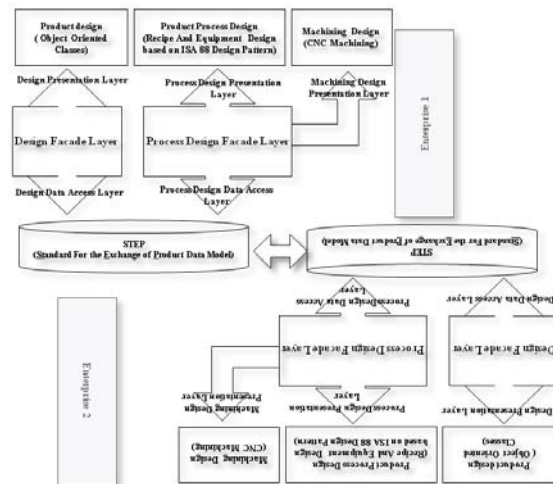 Product design
( Object Oriented
Classes)
Product Process Design
(Recipe And Equipment Design
based on ISA 88 Design Pattern)
Machining Design
(CNC Machining)
Design Presentation Layer
Process Design Presentation
Layer
Machining Design
Presentation Layer
Design Facade Layer
Process Design Facade Layer
Enterprise 1
Design Data Access Layer
Process Design Data Access
Layer
STEP
(Standard For the Exchange of Product Data Model)
STEP
(Standard For the Exchange of Product Data Model)
Enterprise 2
Process Design Data Access
Layer
Design Data Access Layer
Process Design Facade Layer
Design Facade Layer
Machining Design
Presentation Layer
Process Design Presentation
Layer
Design Presentation Layer
Machining Design
(CNC Machining)
Product Process Design
(Recipe And Equipment Design
based on ISA 88 Design Pattern)
Product design
( Object Oriented
Classes)